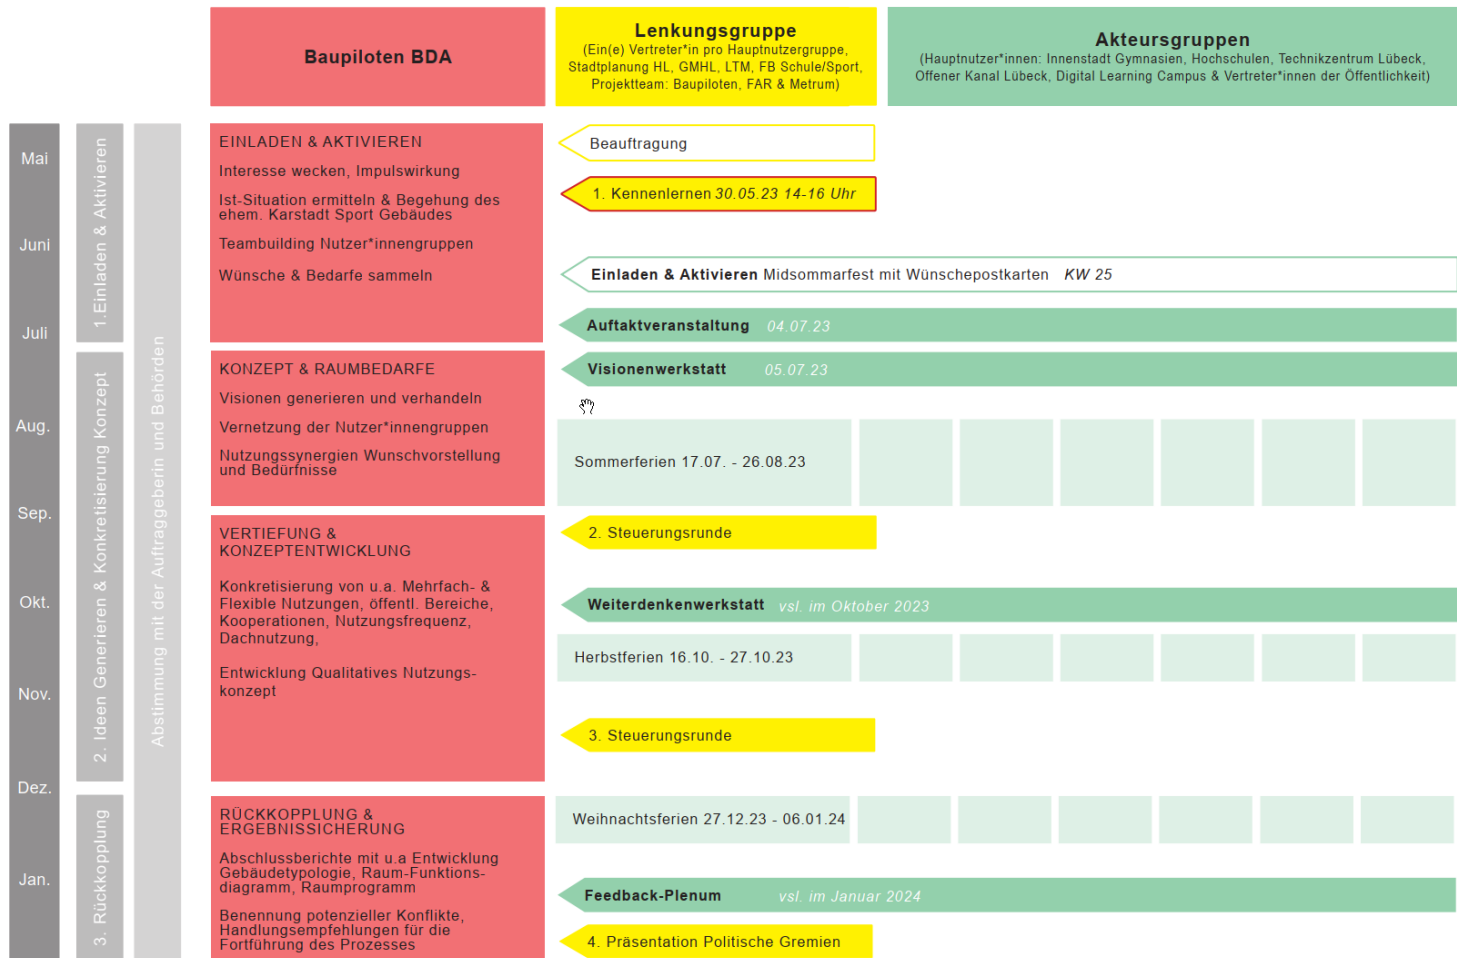 Baupiloten BDA
Lenkungsgruppe
(Ein(e) Vertreter*in pro Hauptnutzergruppe,
Stadtplanung HL, GMHL, LTM, FB Schule/Sport,
Projektteam: Baupiloten, FAR & Metrum)
Akteursgruppen
(Hauptnutzer*innen: Innenstadt Gymnasien, Hochschulen, Technikzentrum Lübeck,
Offener Kanal Lübeck, Digital Learning Campus & Vertreter*innen der Öffentlichkeit)
Mai
Juni
Juli
Aug.
Sep.
Okt.
Nov.
Dez.
Jan.
1.Einladen & Aktivieren
2. Ideen Generieren & Konkretisierung Konzept
3. Rückkopplung
Abstimmung mit der Auftraggeberin und Behörden
EINLADEN & AKTIVIEREN
Interesse wecken, Impulswirkung
Ist-Situation ermitteln & Begehung des
ehem. Karstadt Sport Gebäudes
Teambuilding Nutzer*innengruppen
Wünsche & Bedarfe sammeln
Beauftragung
1. Kennenlernen 30.05.23 14-16 Uhr
Einladen & Aktivieren Midsommarfest mit Wünschepostkarten KW 25
Auftaktveranstaltung 04.07.23
KONZEPT & RAUMBEDARFE
Visionen generieren und verhandeln
Vernetzung der Nutzer*innengruppen
Nutzungssynergien Wunschvorstellung
und Bedürfnisse
Visionenwerkstatt 05.07.23
Sommerferien 17.07. - 26.08.23
VERTIEFUNG &
KONZEPTENTWICKLUNG
Konkretisierung von u.a. Mehrfach- &
Flexible Nutzungen, öffentl. Bereiche,
Kooperationen, Nutzungsfrequenz,
Dachnutzung,
Entwicklung Qualitatives Nutzungs-
konzept
2. Steuerungsrunde
Weiterdenkenwerkstatt vsl. im Oktober 2023
Herbstferien 16.10. - 27.10.23
3. Steuerungsrunde
RÜCKKOPPLUNG &
ERGEBNISSICHERUNG
Abschlussberichte mit u.a Entwicklung
Gebäudetypologie, Raum-Funktions-
diagramm, Raumprogramm
Benennung potenzieller Konflikte,
Handlungsempfehlungen für die
Fortführung des Prozesses
Weihnachtsferien 27.12.23 - 06.01.24
Feedback-Plenum vsl. im Januar 2024
4. Präsentation Politische Gremien